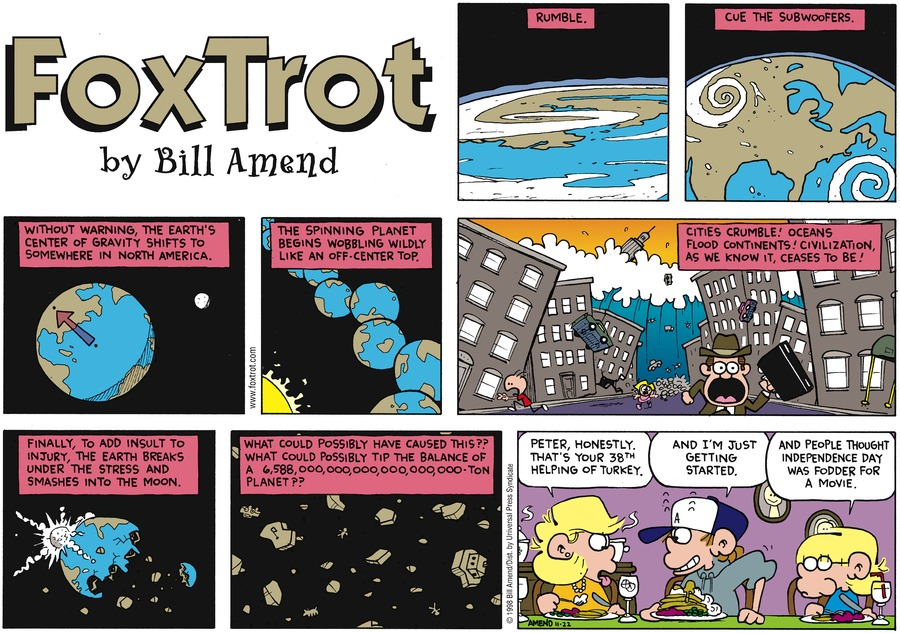 FOXTROT
by Bill Amend
RUMBLE.
CUE THE SUBWOOFERS.
WITHOUT WARNING, THE EARTH'S
CENTER OF GRAVITY SHIFTS TO
SOMEWHERE IN NORTH AMERICA.
www.foxtrot.com
THE SPINNING PLANET
BEGINS WOBBLING WILDLY
LIKE AN OFF-CENTER TOP.
CITIES CRUMBLE! OCEANS
FLOOD CONTINENTS! CIVILIZATION,
AS WE KNOW IT, CEASES TO BE!
FINALLY, TO ADD INSULT TO
INJURY, THE EARTH BREAKS
UNDER THE STRESS AND
SMASHES INTO THE MOON.
WHAT COULD POSSIBLY HAVE CAUSED THIS??
WHAT COULD POSSIBLY TIP THE BALANCE OF
A 6,588,000,000,000,000,000,000-TON
PLANET??
© 1998 Bill Amend/Dist. by Universal Press Syndicate
PETER, HONESTLY.
THAT'S YOUR 38TH
HELPING OF TURKEY.
AND I'M JUST
GETTING
STARTED.
AND PEOPLE THOUGHT
INDEPENDENCE DAY
WAS FODDER FOR
A MOVIE.
A
AMEND 11-22